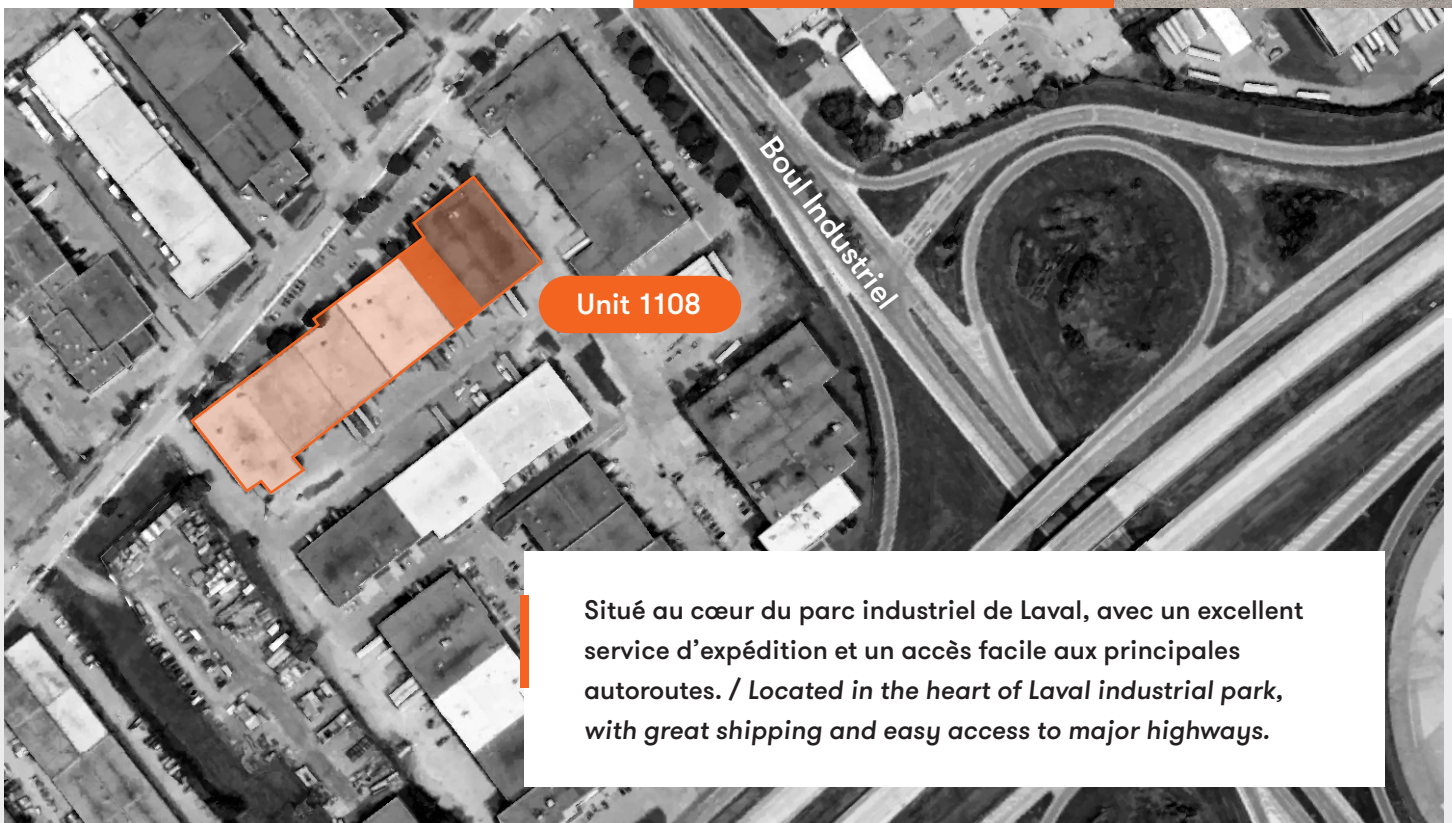 Boul Industriel
Unit 1108
Situé au cœur du parc industriel de Laval, avec un excellent
service d’expédition et un accès facile aux principales
autoroutes. / Located in the heart of Laval industrial park,
with great shipping and easy access to major highways.